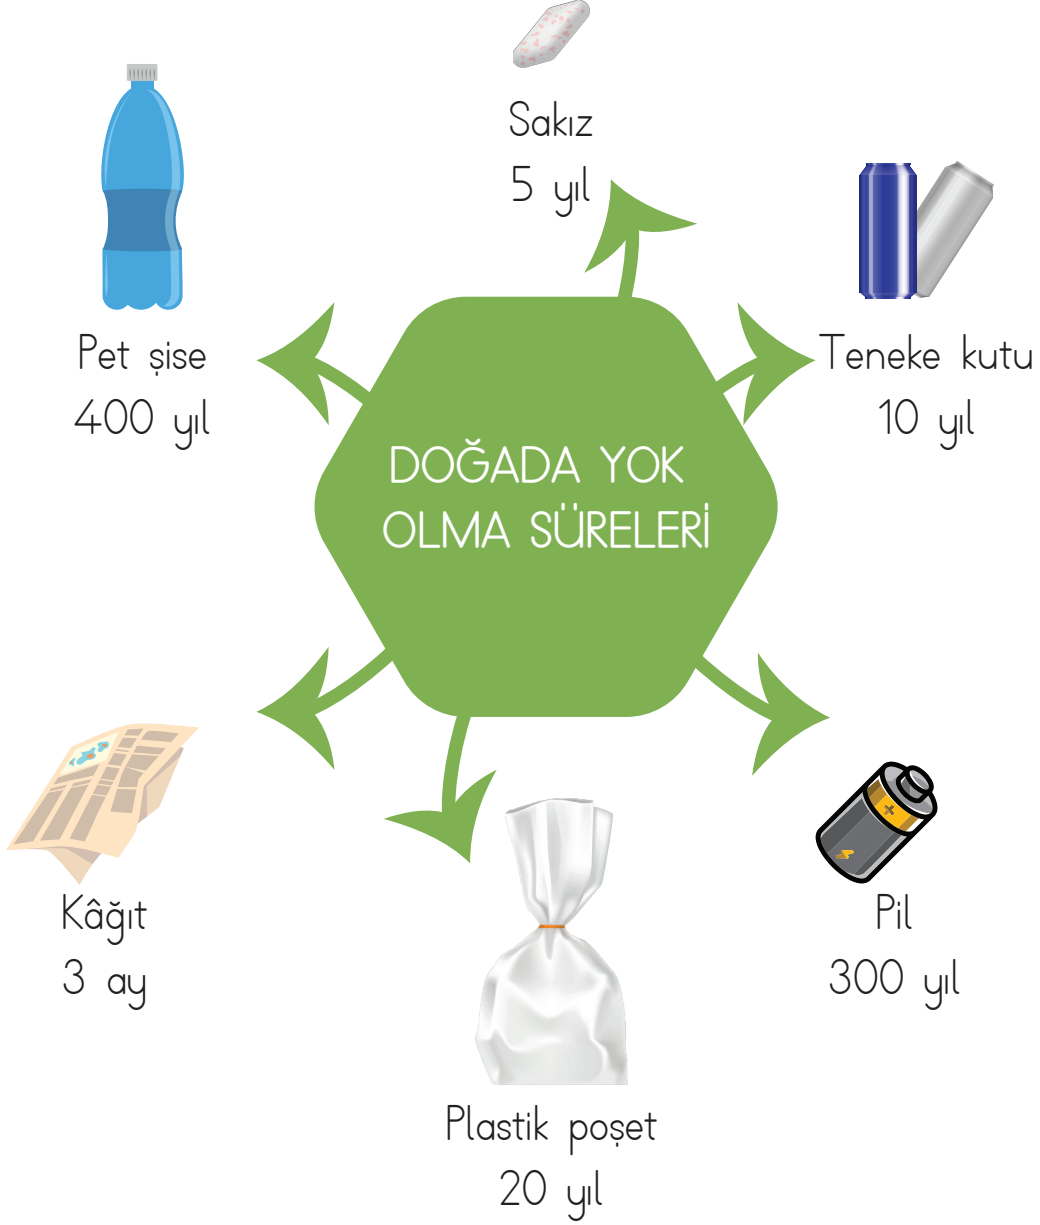 Sakız
5 yıl
Pet şise
400 yıl
Teneke kutu
10 yıl
DOĞADA YOK
OLMA SÜRELERİ
Kâğıt
3 ay
Pil
300 yıl
Plastik poşet
20 yıl